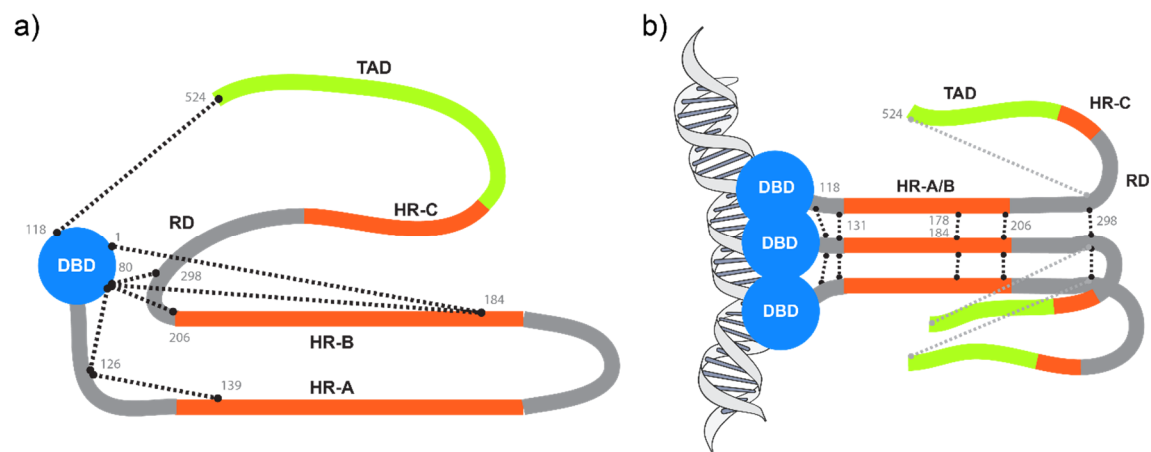 a)
TAD
524
RD
HR-C
118
1
DBD
80
298
184
206
HR-B
126
139
HR-A
b)
TAD
HR-C
524
DBD
118
HR-A/B
RD
131
178
184
206
298
DBD
DBD